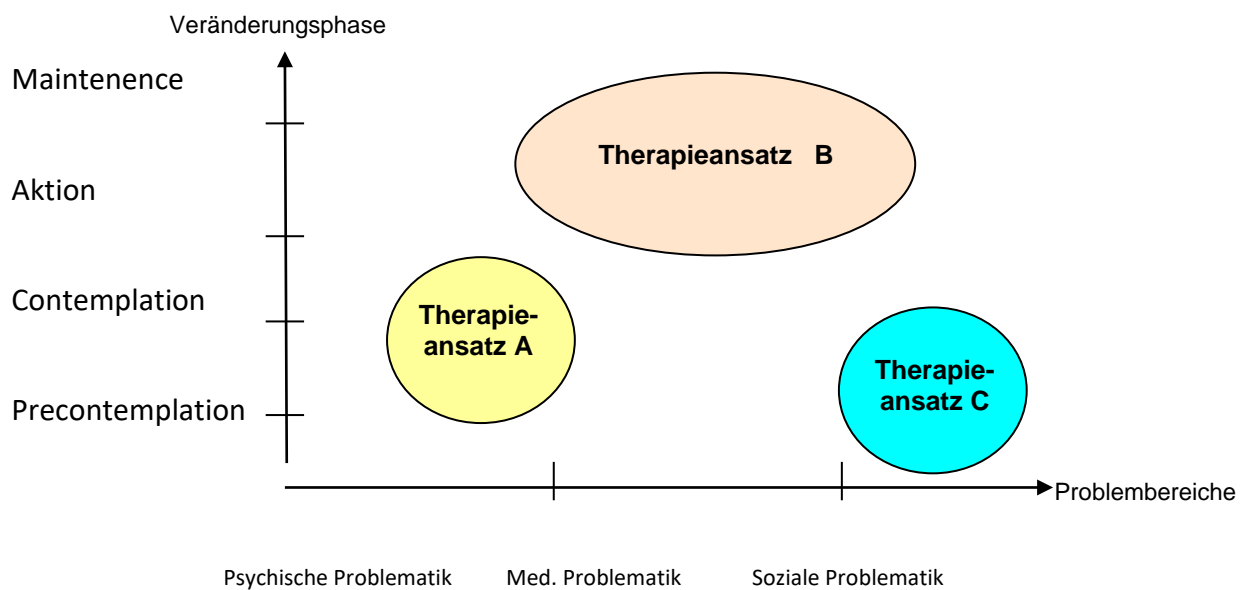 Veränderungsphase
Maintenence
Therapieansatz B
Aktion
Contemplation
Therapie-
ansatz A
Therapie-
ansatz C
Precontemplation
Problembereiche
Psychische Problematik
Med. Problematik
Soziale Problematik